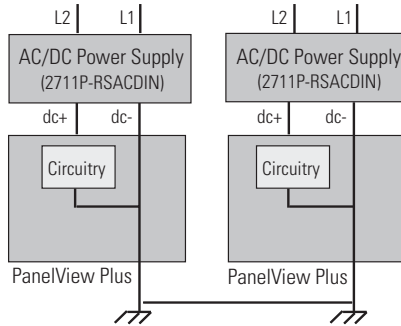 L2 L1
AC/DC Power Supply
(2711P-RSACDIN)
dc+ dc-
Circuitry
PanelView Plus
L2 L1
AC/DC Power Supply
(2711P-RSACDIN)
dc+ dc-
Circuitry
PanelView Plus